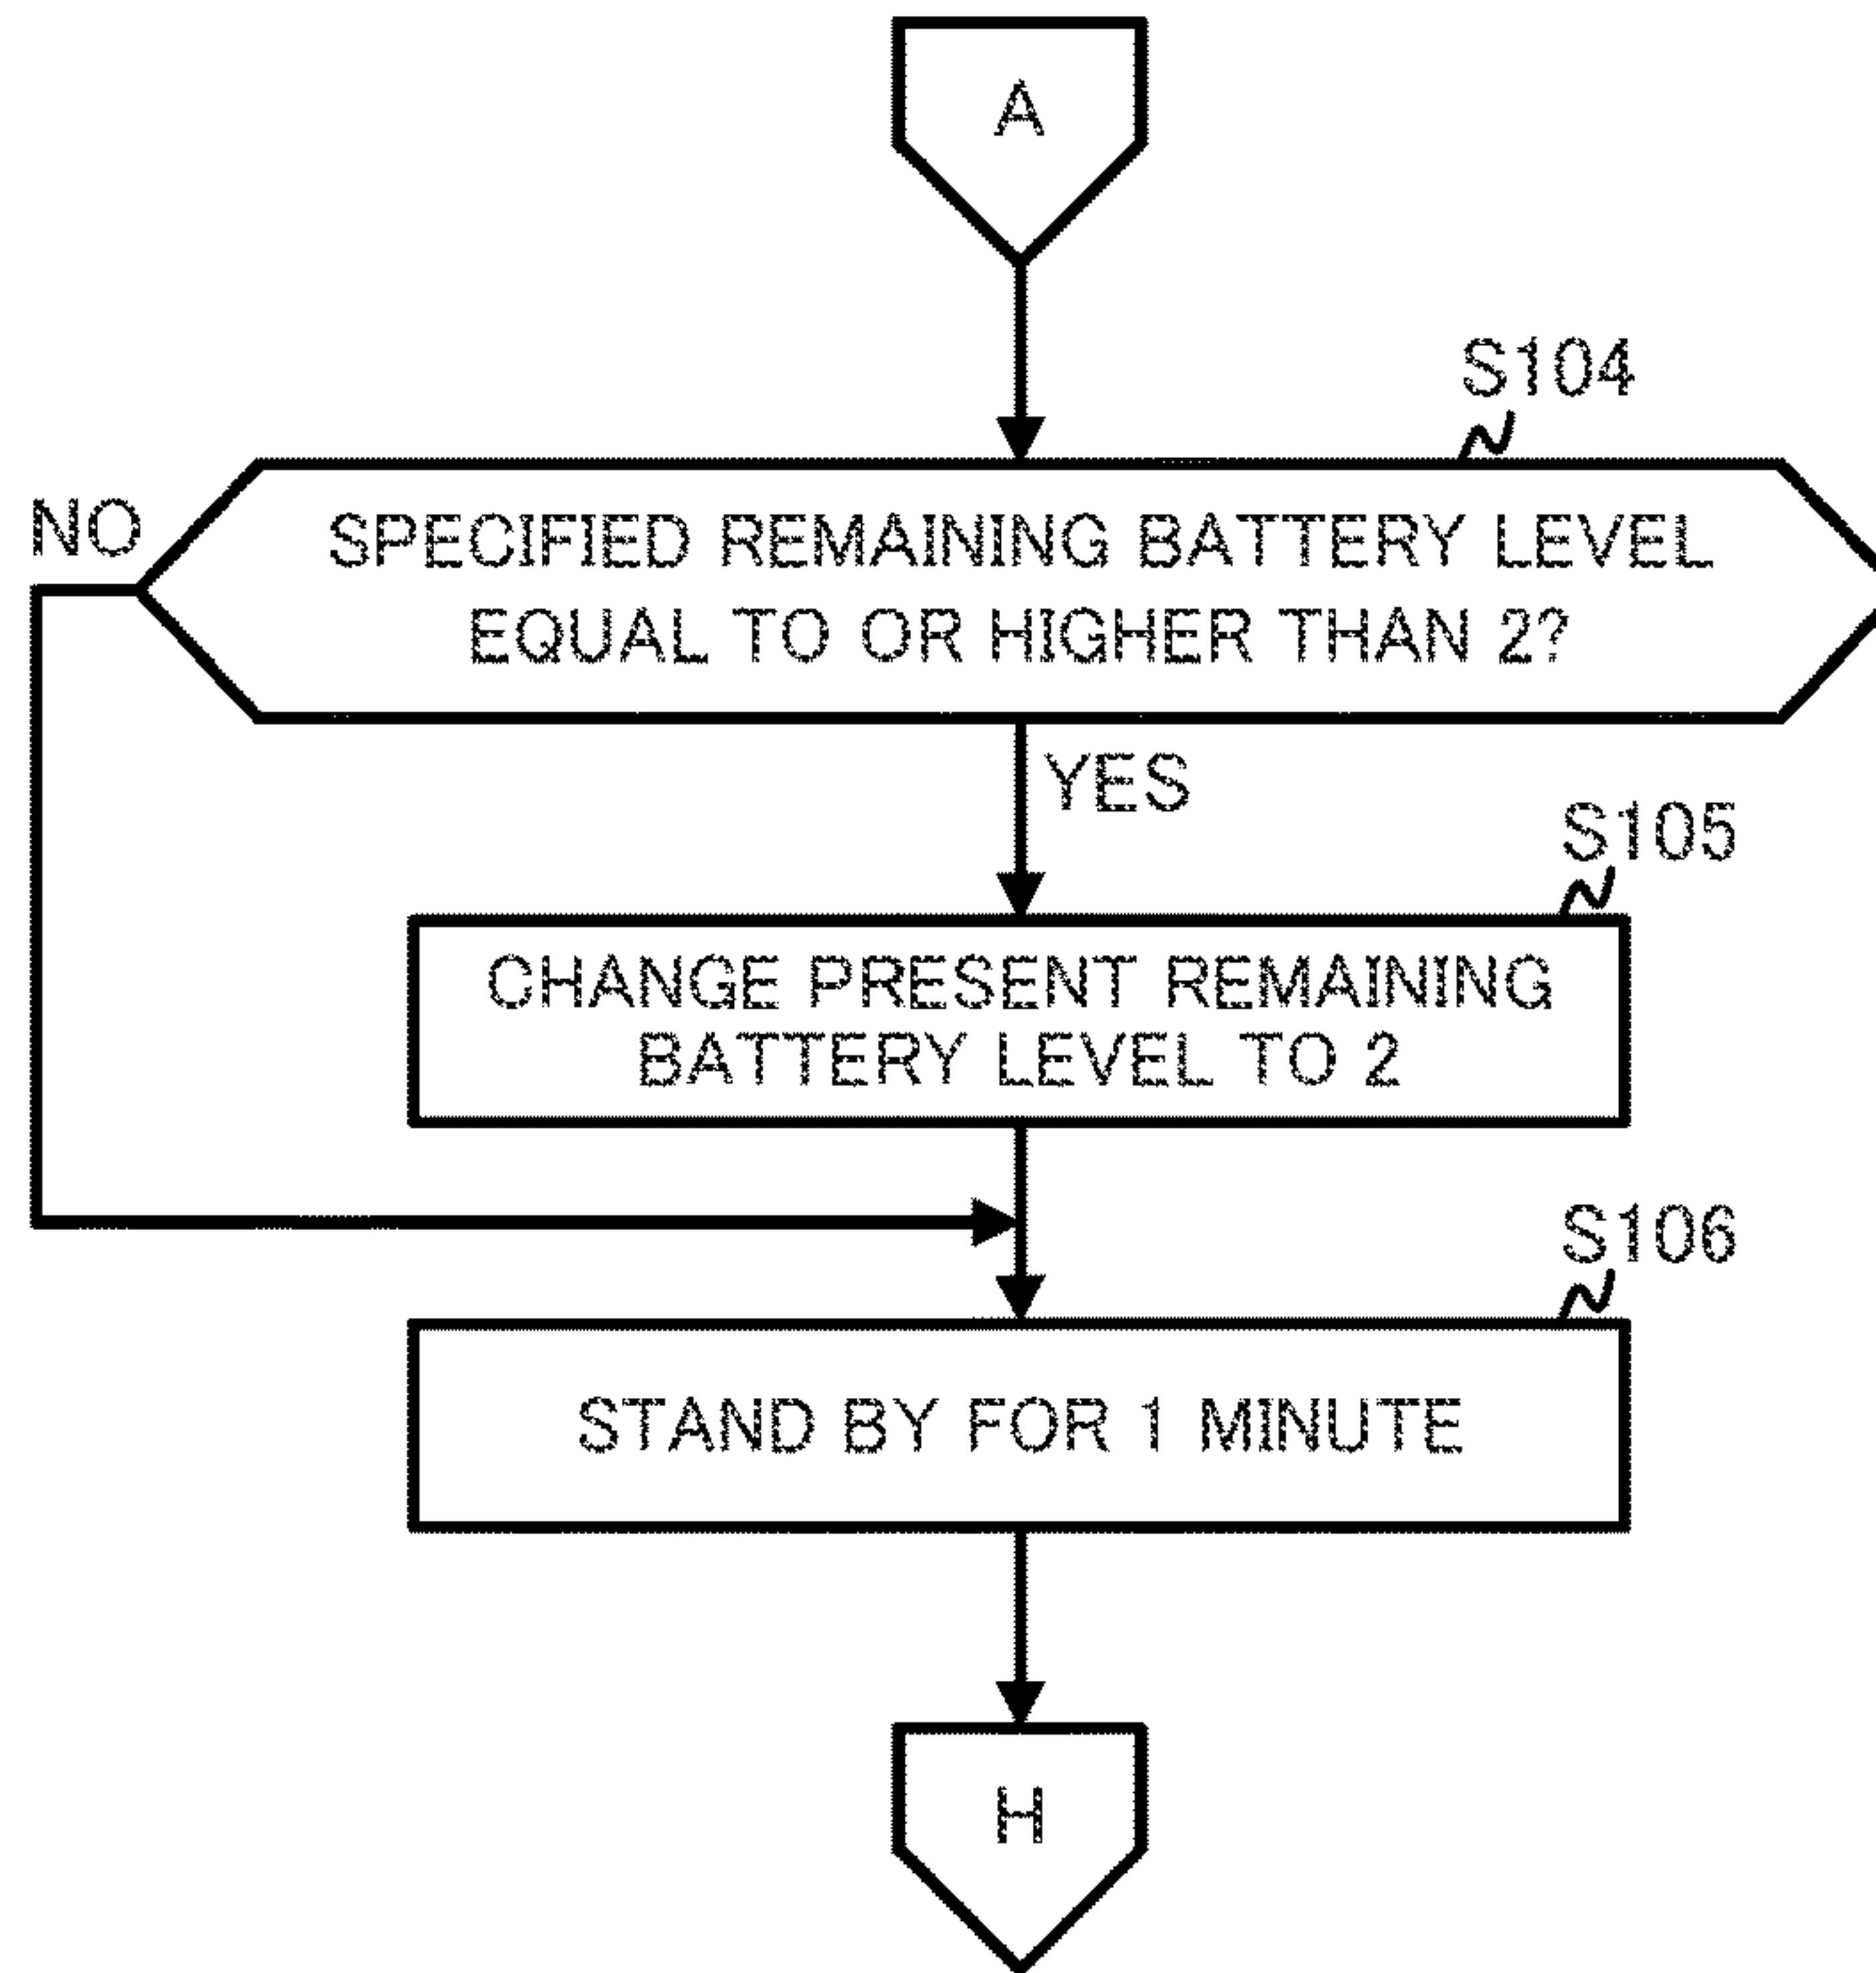 A
S104
NO
SPECIFIED REMAINING BATTERY LEVEL
EQUAL TO OR HIGHER THAN 2?
YES
S105
CHANGE PRESENT REMAINING
BATTERY LEVEL TO 2
S106
STAND BY FOR 1 MINUTE
H